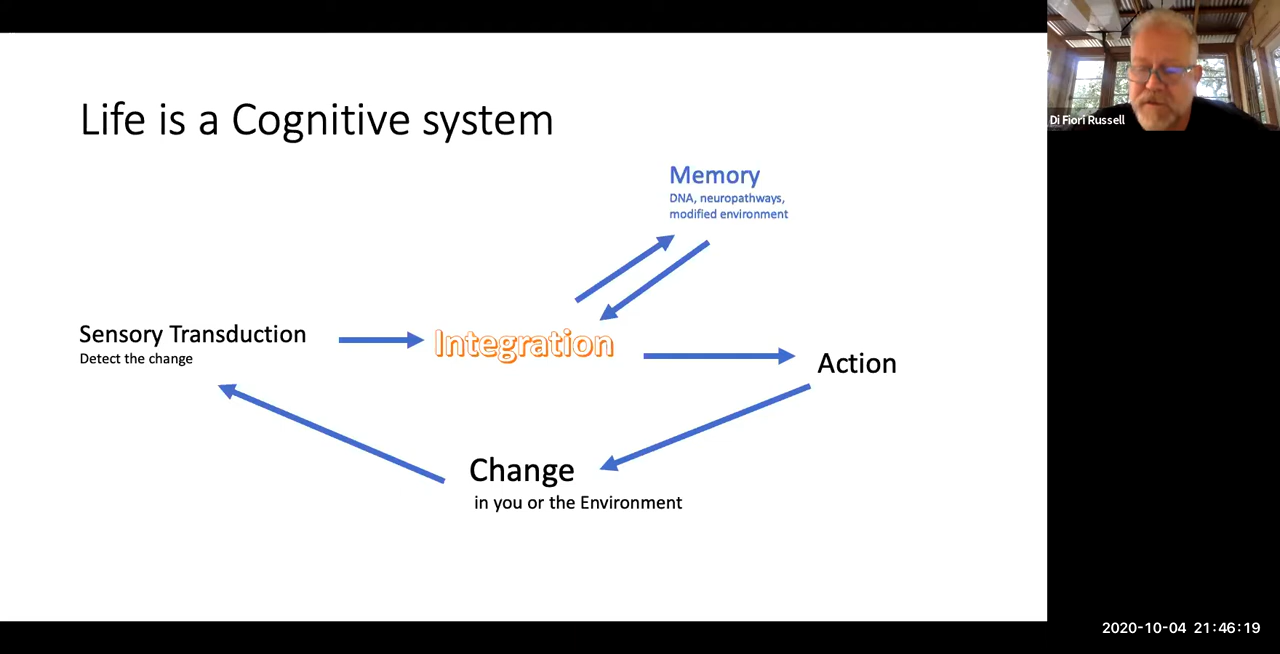 Life is a Cognitive system
Memory
DNA, neuropathways,
modified environment
Sensory Transduction
Detect the change
Integration
Action
Change
in you or the Environment
Di Fiori Russell
2020-10-04 21:46:19